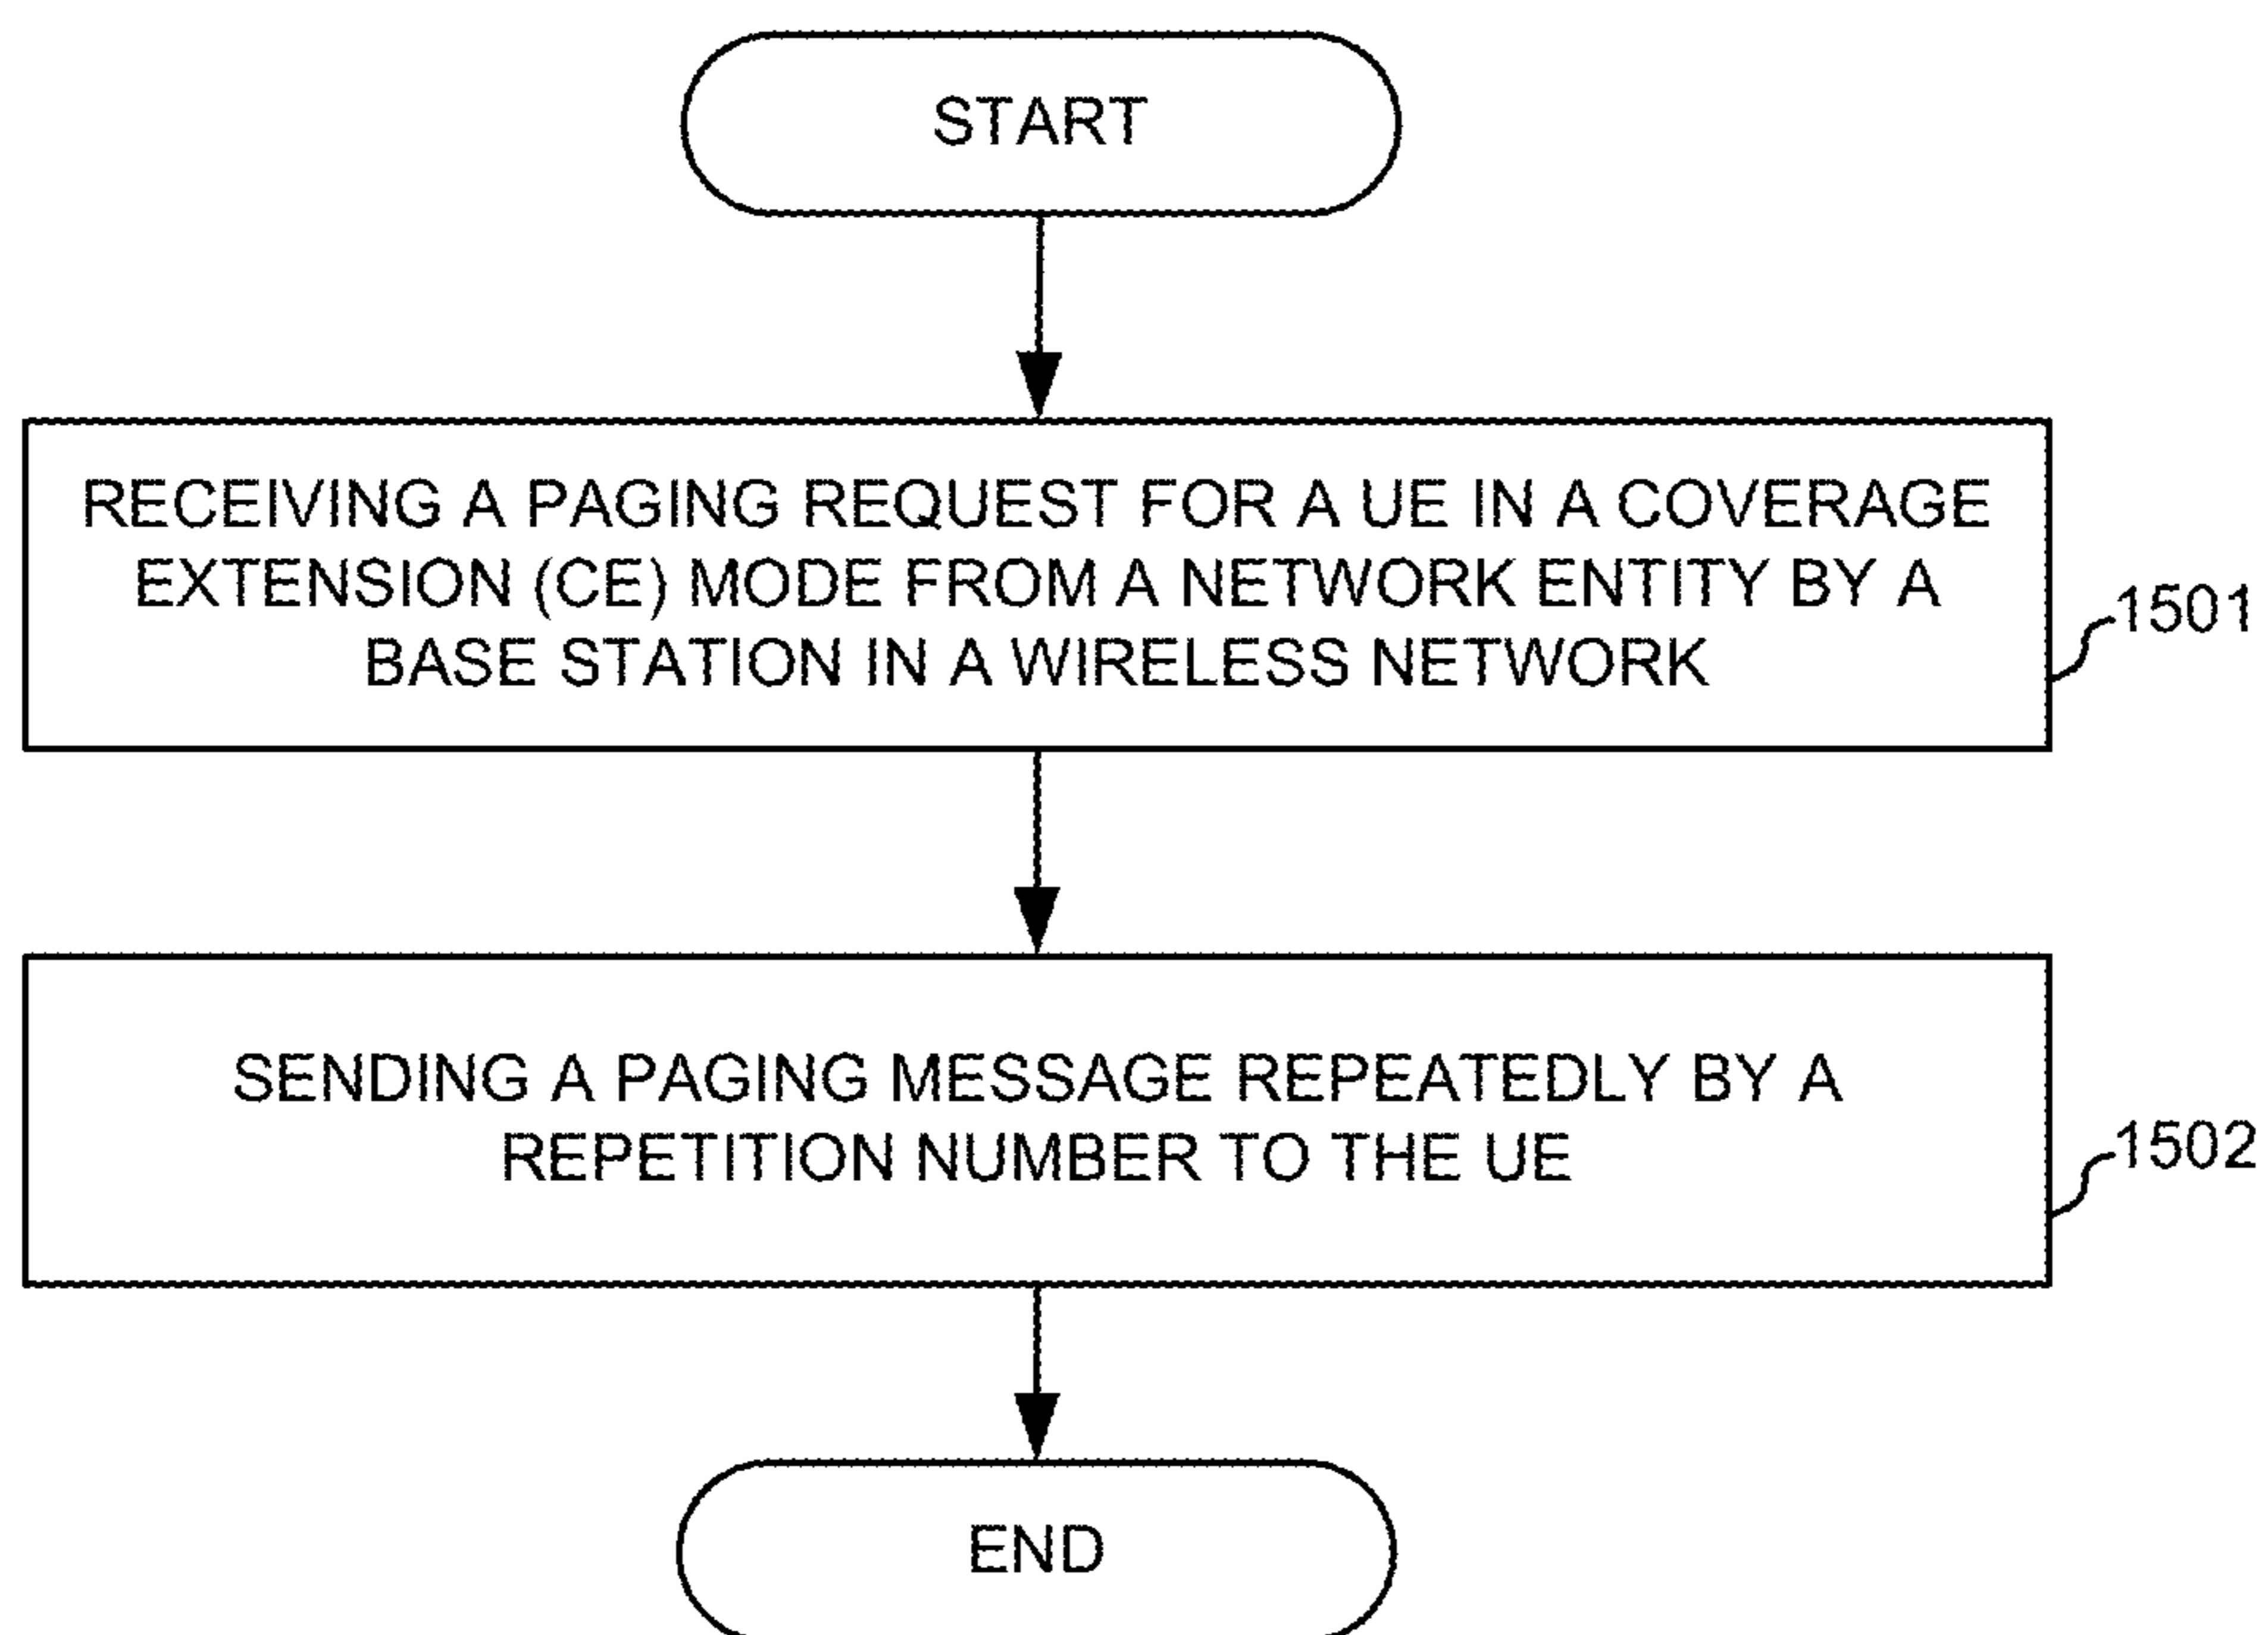 START
RECEIVING A PAGING REQUEST FOR A UE IN A COVERAGE
EXTENSION (CE) MODE FROM A NETWORK ENTITY BY A
BASE STATION IN A WIRELESS NETWORK
1501
SENDING A PAGING MESSAGE REPEATEDLY BY A
REPETITION NUMBER TO THE UE
1502
END